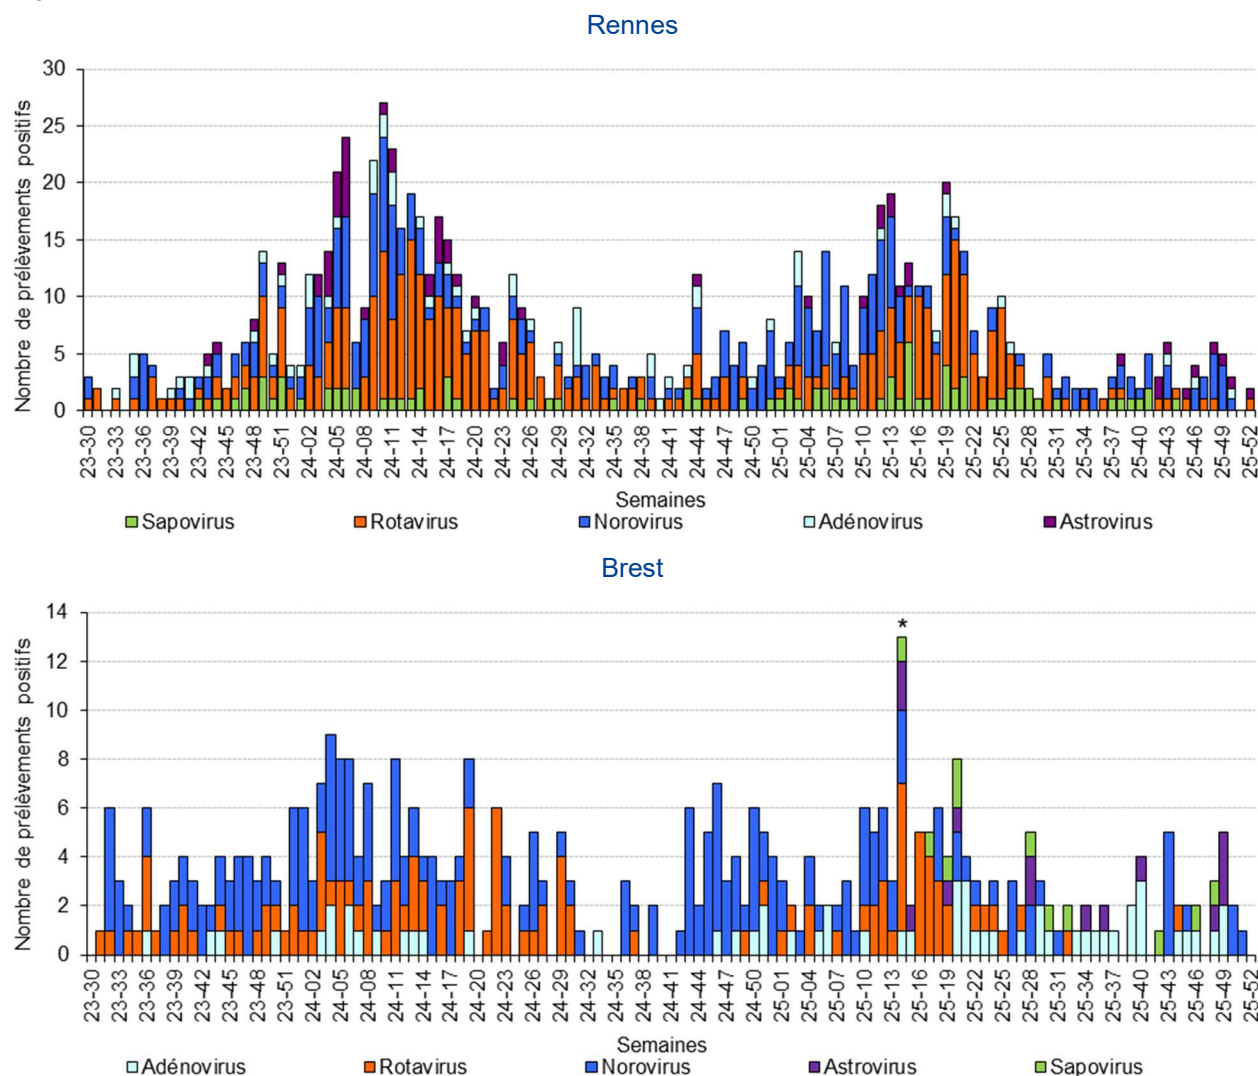 Rennes
Nombre de prélèvements positifs
30
25
20
15
10
5
0
23-30 23-33 23-36 23-39 23-42 23-45 23-48 23-51 24-02 24-05 24-08 24-11 24-14 24-17 24-20 24-23 24-26 24-29 24-32 24-35 24-38 24-41 24-44 24-47 24-50 25-01 25-04 25-07 25-10 25-13 25-16 25-19 25-22 25-25 25-28 25-31 25-34 25-37 25-40 25-43 25-46 25-49 25-52
Semaines
Sapovirus Rotavirus Norovirus Adénovirus Astrovirus
Brest
Nombre de prélèvements positifs
14
*
12
10
8
6
4
2
0
23-30 23-33 23-36 23-39 23-42 23-45 23-48 23-51 24-02 24-05 24-08 24-11 24-14 24-17 24-20 24-23 24-26 24-29 24-32 24-35 24-38 24-41 24-44 24-47 24-50 25-01 25-04 25-07 25-10 25-13 25-16 25-19 25-22 25-25 25-28 25-31 25-34 25-37 25-40 25-43 25-46 25-49 25-52
Semaines
Adénovirus Rotavirus Norovirus Astrovirus Sapovirus